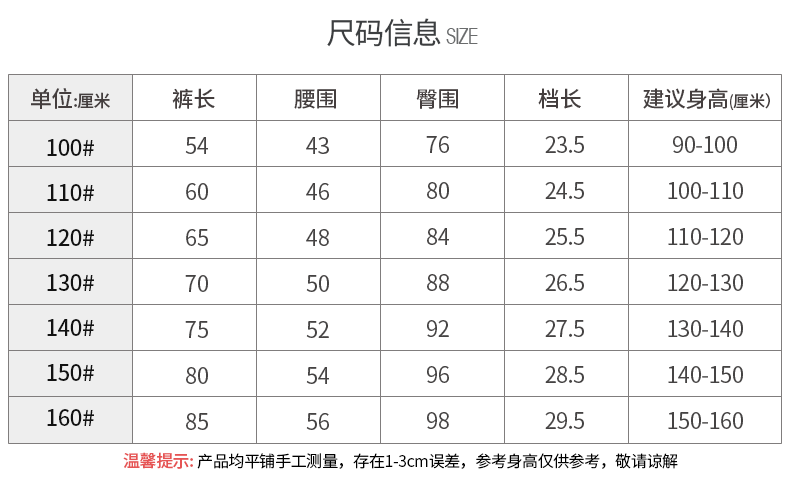 尺码信息 SIZE
单位:厘米 裤长 腰围 臀围 档长 建议身高(厘米)
100# 54 43 76 23.5 90-100
110# 60 46 80 24.5 100-110
120# 65 48 84 25.5 110-120
130# 70 50 88 26.5 120-130
140# 75 52 92 27.5 130-140
150# 80 54 96 28.5 140-150
160# 85 56 98 29.5 150-160
温馨提示: 产品均平铺手工测量，存在1-3cm误差，参考身高仅供参考，敬请谅解